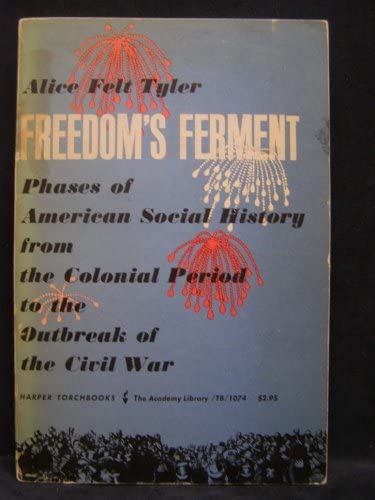 Alice Felt Tyler
FREEDOM'S FERMENT
Phases of
American Social History
from
the Colonial Period
to the
Outbreak of
the Civil War
HARPER TORCHBOOKS The Academy Library /TB/1074 $2.95